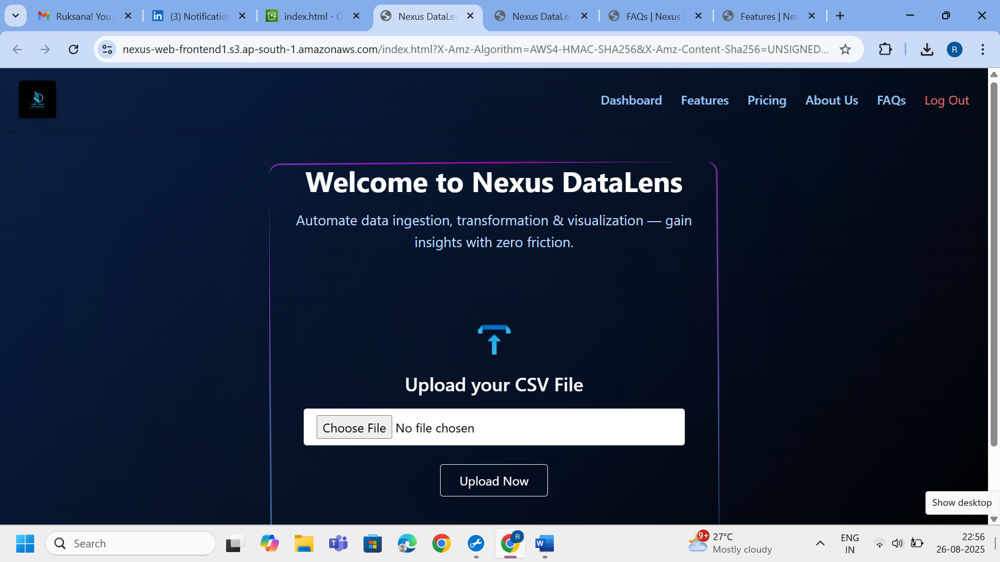 Ruksana! You j
(3) Notification
index.html - O
Nexus DataLen
Nexus DataLen
FAQs | Nexus D
Features | Nex
nexus-web-frontend1.s3.ap-south-1.amazonaws.com/index.html?X-Amz-Algorithm=AWS4-HMAC-SHA256&X-Amz-Content-Sha256=UNSIGNED...
R
Dashboard
Features
Pricing
About Us
FAQs
Log Out
Welcome to Nexus DataLens
Automate data ingestion, transformation & visualization — gain
insights with zero friction.
Upload your CSV File
Choose File No file chosen
Upload Now
Show desktop
Search
R
9+
27°C
Mostly cloudy
ENG
IN
22:56
26-08-2025